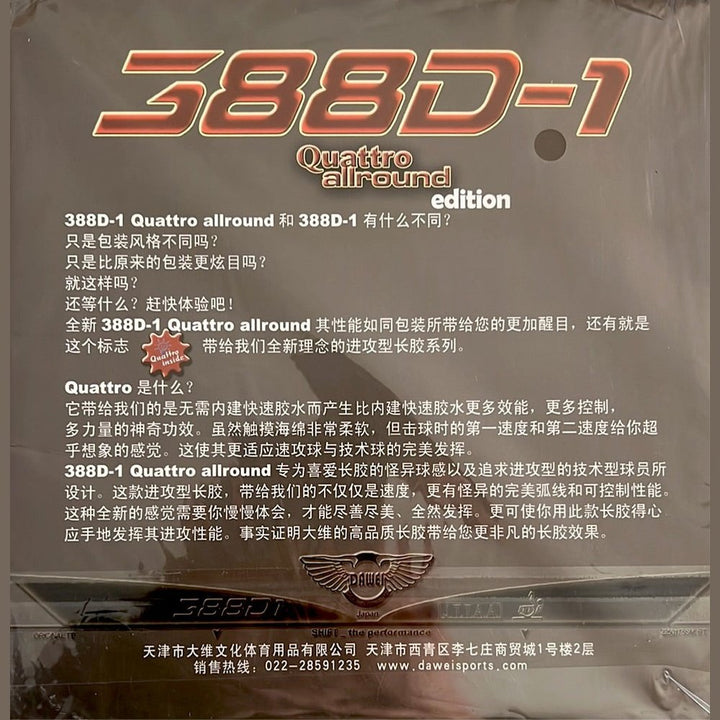 388D-1
Quattro
allround
edition
388D-1 Quattro allround 和 388D-1 有什么不同？
只是包装风格不同吗？
只是比原来的包装更炫目吗？
就这样吗？
还等什么？赶快体验吧！
全新 388D-1 Quattro allround 其性能如同包装所带给您的更加醒目，还有就是
这个标志 Quattro inside 带给我们全新理念的进攻型长胶系列。
Quattro 是什么？
它带给我们的是无需内建快速胶水而产生比内建快速胶水更多效能，更多控制，
多力量的神奇功效。虽然触摸海绵非常柔软，但击球时的第一速度和第二速度给你超
乎想象的感觉。这使其更适应速攻球与技术球的完美发挥。
388D-1 Quattro allround 专为喜爱长胶的怪异球感以及追求进攻型的技术型球员所
设计。这款进攻型长胶，带给我们的不仅仅是速度，更有怪异的完美弧线和可控制性能。
这种全新的感觉需要你慢慢体会，才能尽善尽美、全然发挥。更可使你用此款长胶得心
应手地发挥其进攻性能。事实证明大维的高品质长胶带给您更非凡的长胶效果。
DAWEI
Japan
388D1
SHIFT_the performance
天津市大维文化体育用品有限公司 天津市西青区李七庄商贸城1号楼2层
销售热线：022-28591235 www.daweisports.com